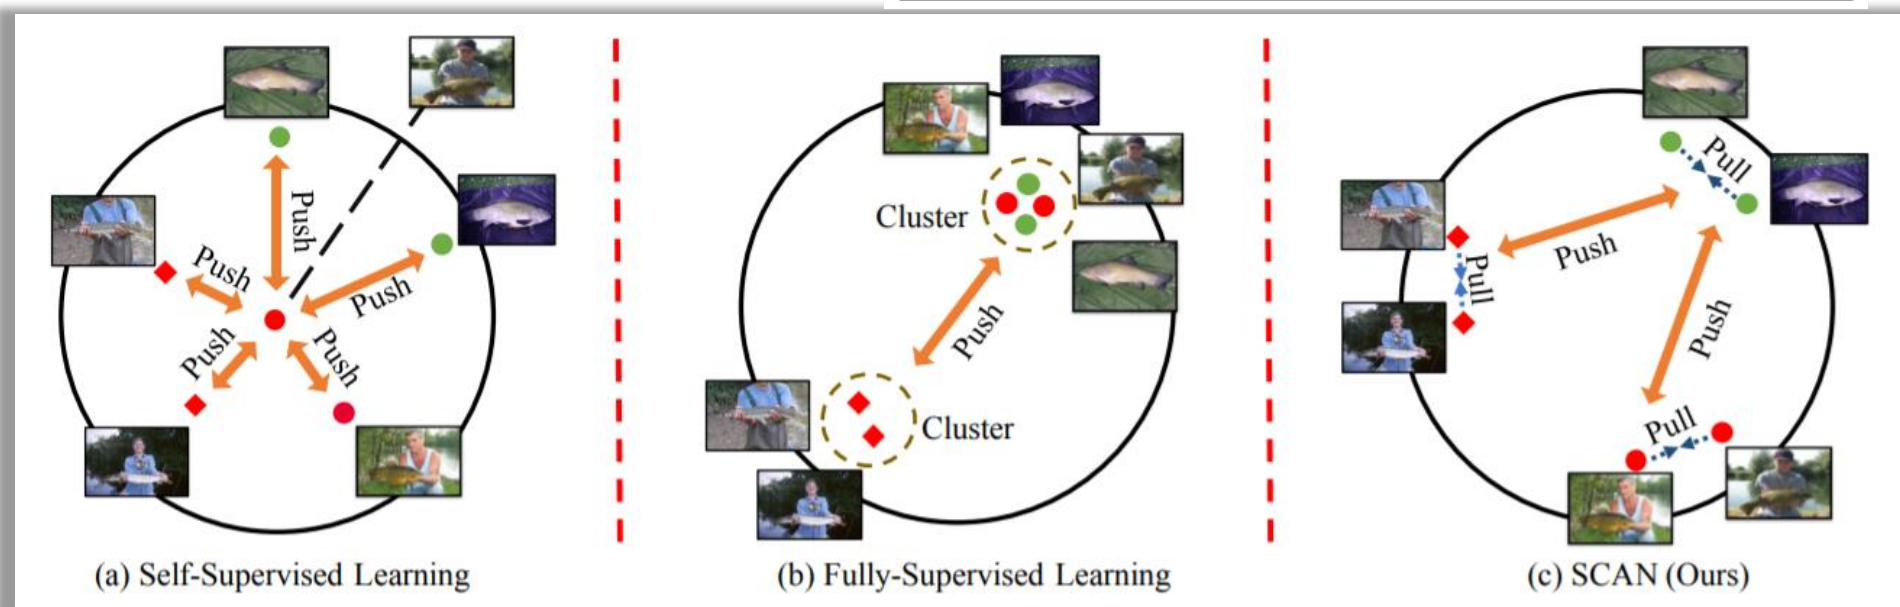 Push
Push
Push
Push
Push
(a) Self-Supervised Learning
Cluster
Push
Cluster
(b) Fully-Supervised Learning
Pull
Push
Pull
Push
Pull
(c) SCAN (Ours)